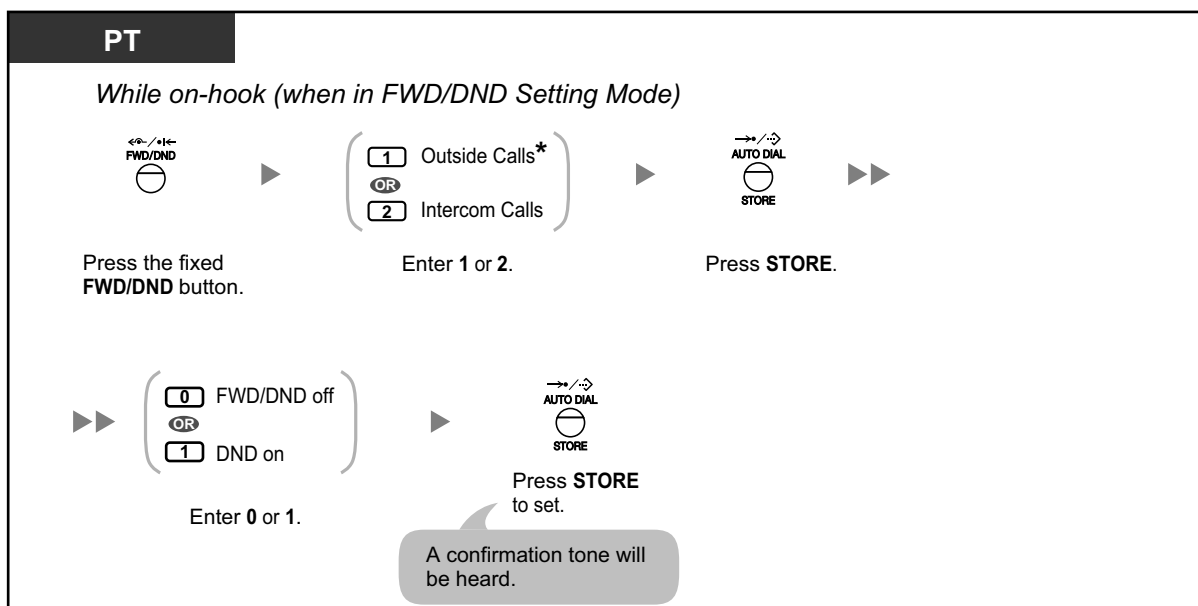 PT
While on-hook (when in FWD/DND Setting Mode)
FWD/DND
1 Outside Calls*
OR
2 Intercom Calls
AUTO DIAL
STORE
Press the fixed
FWD/DND button.
Enter 1 or 2.
Press STORE.
0 FWD/DND off
OR
1 DND on
AUTO DIAL
STORE
Enter 0 or 1.
Press STORE
to set.
A confirmation tone will
be heard.